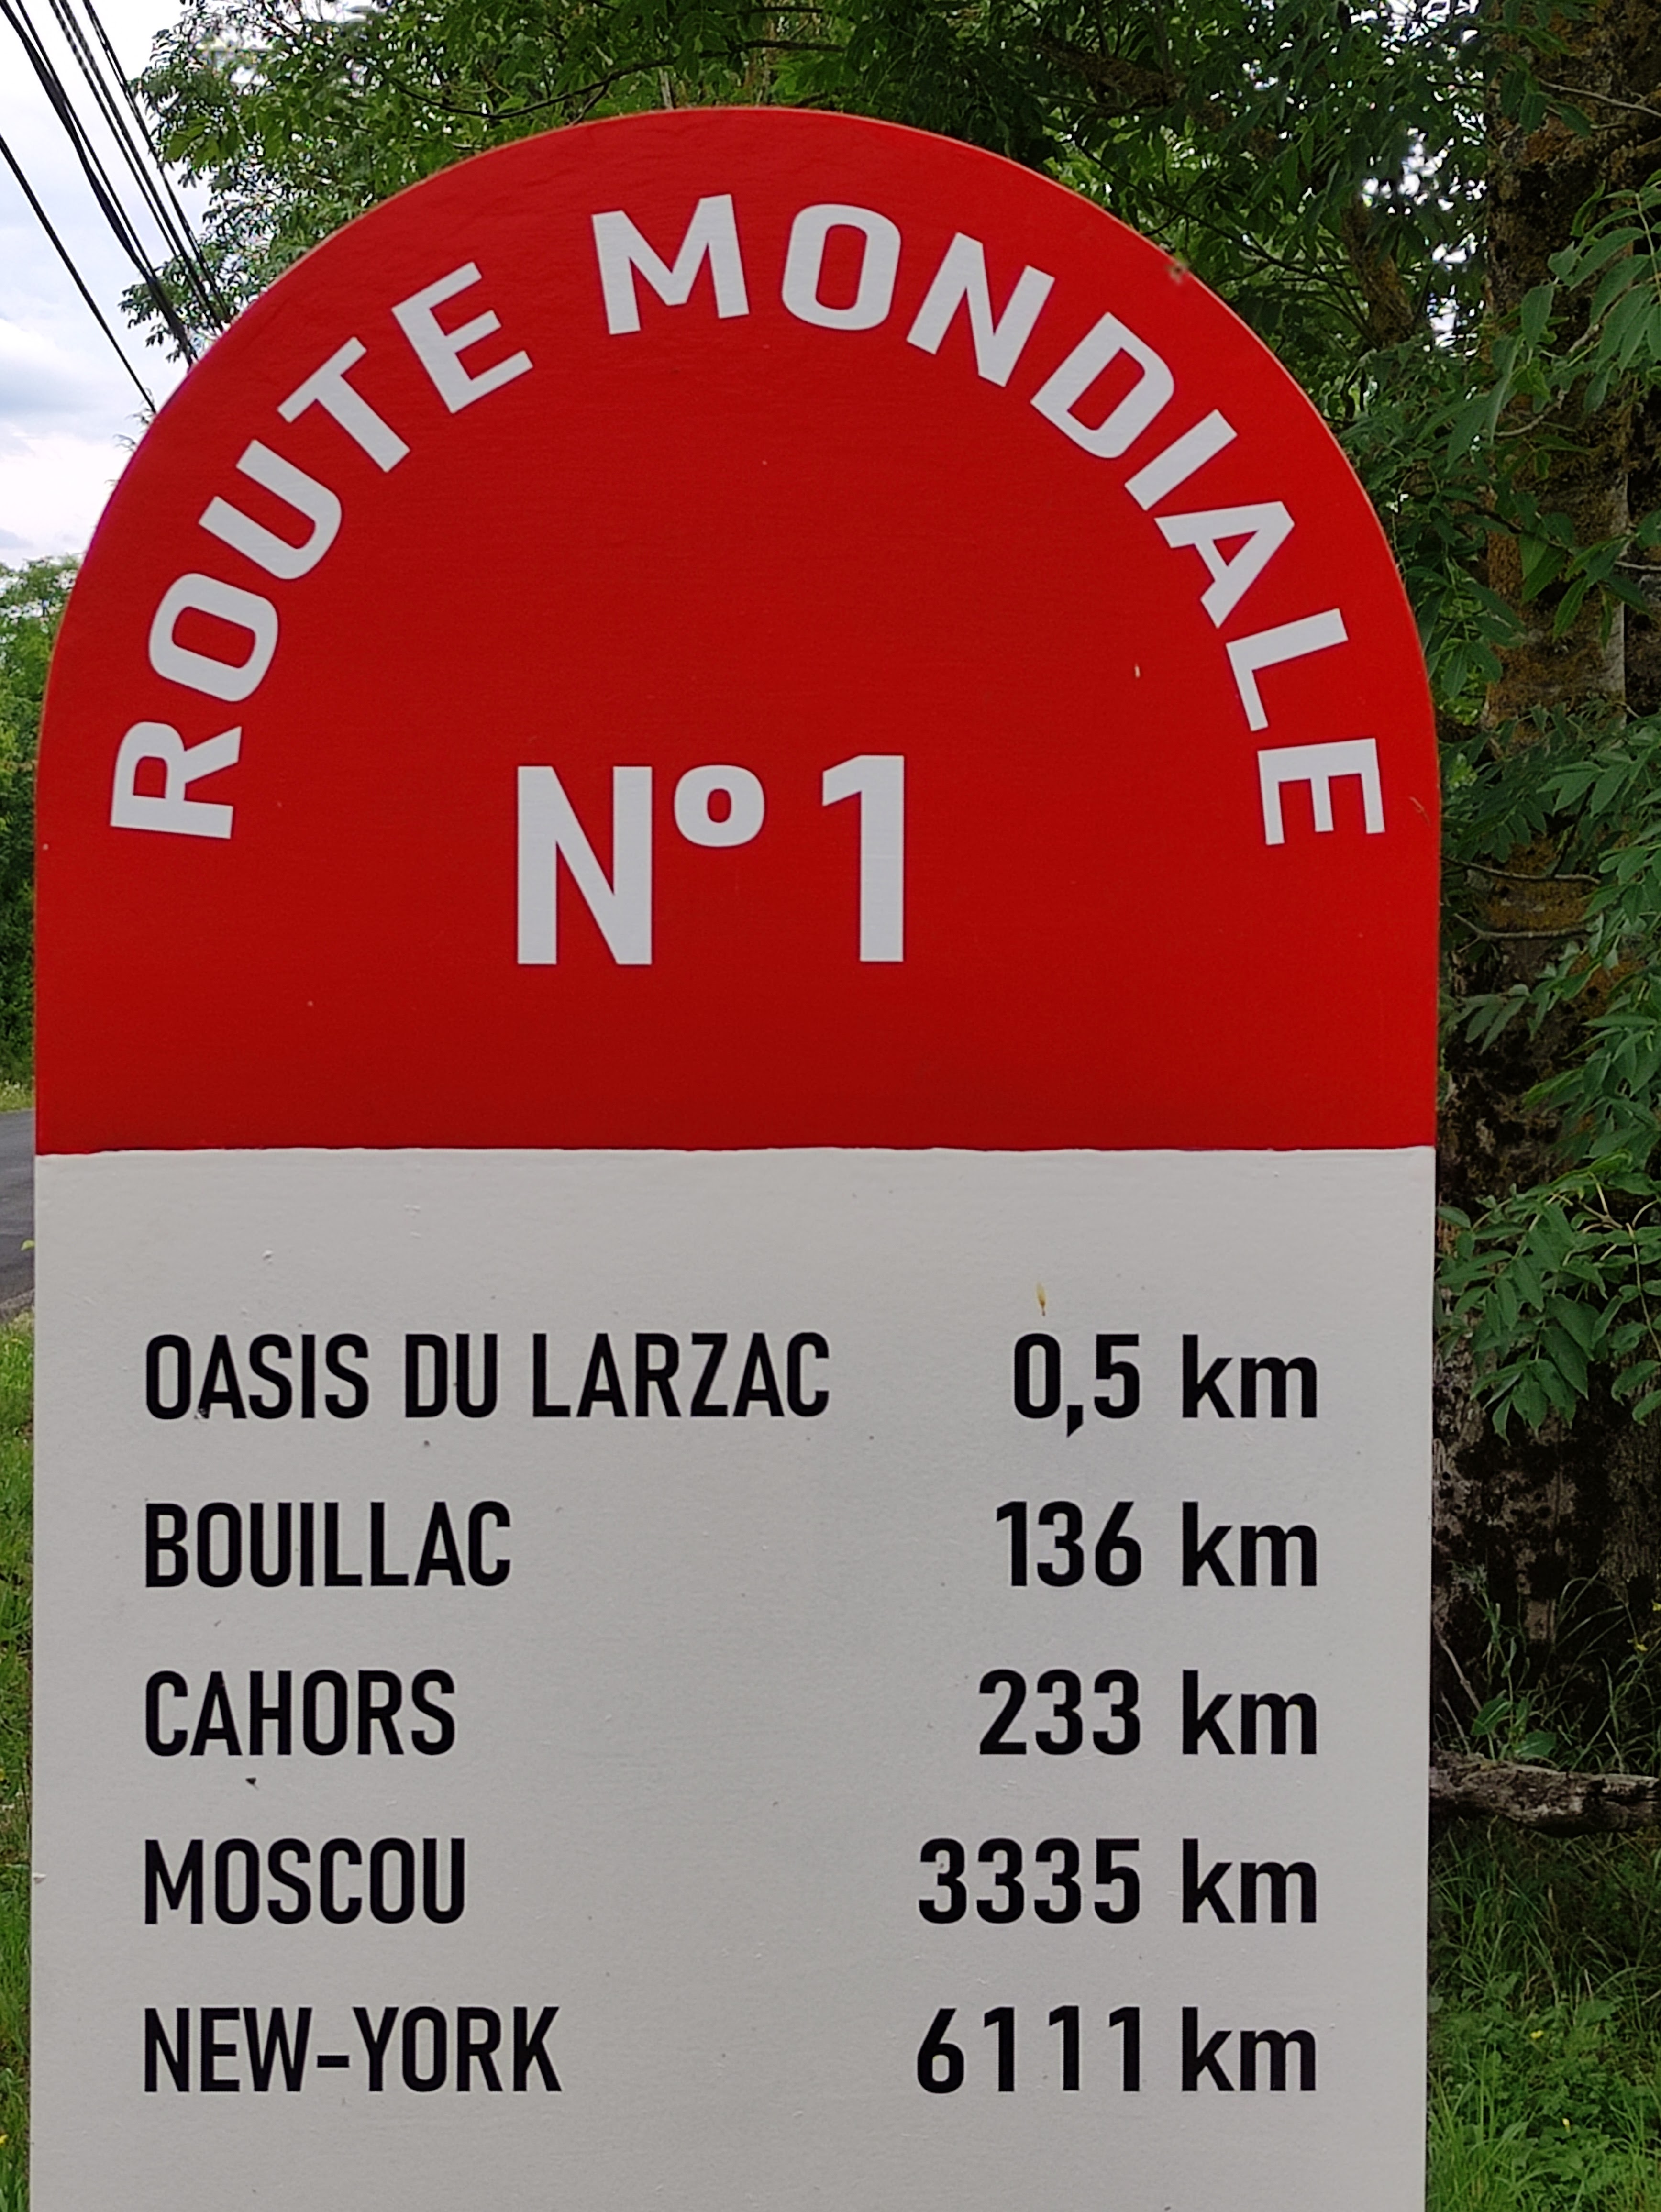 ROUTE MONDIALE
Nº 1
OASIS DU LARZAC 0,5 km
BOUILLAC 136 km
CAHORS 233 km
MOSCOU 3335 km
NEW-YORK 6111 km